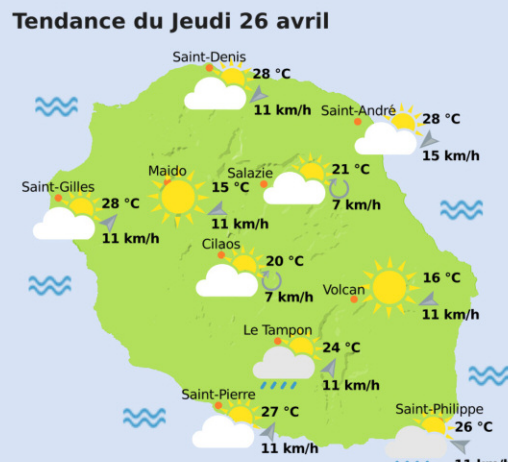 Tendance du Jeudi 26 avril
Saint-Denis
28 °C
11 km/h
Saint-André
28 °C
15 km/h
Maido
15 °C
11 km/h
Salazie
21 °C
7 km/h
Saint-Gilles
28 °C
11 km/h
Cilaos
20 °C
7 km/h
Volcan
16 °C
11 km/h
Le Tampon
24 °C
11 km/h
Saint-Pierre
27 °C
11 km/h
Saint-Philippe
26 °C
11 km/h